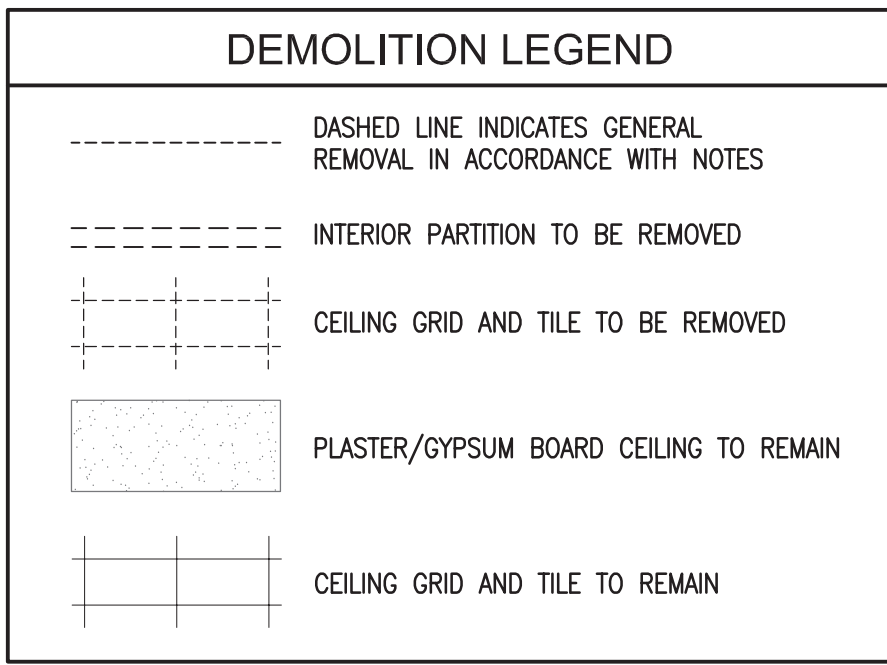 DEMOLITION LEGEND
DASHED LINE INDICATES GENERAL
REMOVAL IN ACCORDANCE WITH NOTES
INTERIOR PARTITION TO BE REMOVED
CEILING GRID AND TILE TO BE REMOVED
PLASTER/GYPSUM BOARD CEILING TO REMAIN
CEILING GRID AND TILE TO REMAIN